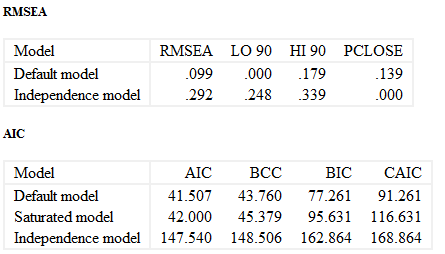 RMSEA
Model RMSEA LO 90 HI 90 PCLOSE
Default model .099 .000 .179 .139
Independence model .292 .248 .339 .000
AIC
Model AIC BCC BIC CAIC
Default model 41.507 43.760 77.261 91.261
Saturated model 42.000 45.379 95.631 116.631
Independence model 147.540 148.506 162.864 168.864